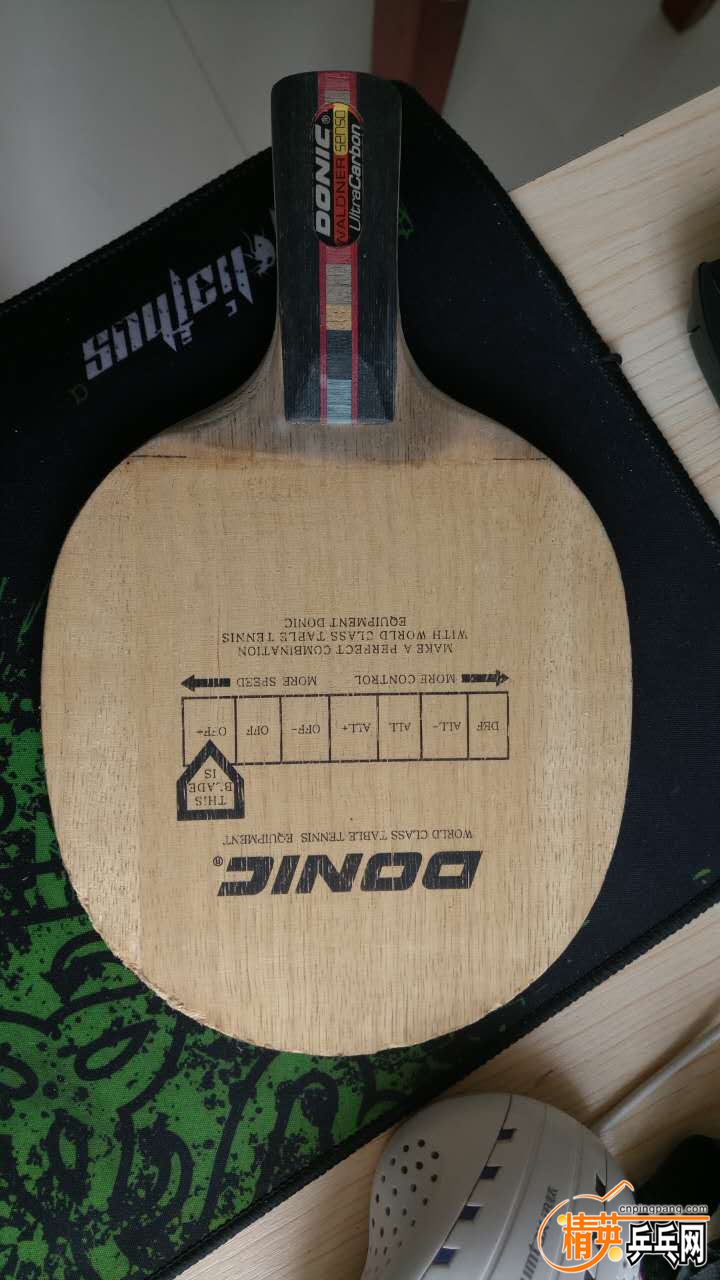 DONIC®
WALDNER senso
UltraCarbon
DONIC®
WORLD CLASS TABLE TENNIS EQUIPMENT
THIS
BLADE
IS
DEF ALL- ALL ALL+ OFF- OFF OFF+
MORE CONTROL MORE SPEED
MAKE A PERFECT COMBINATION
WITH WORLD CLASS TABLE TENNIS
EQUIPMENT DONIC
cnpingpang.com
精英乒乓网